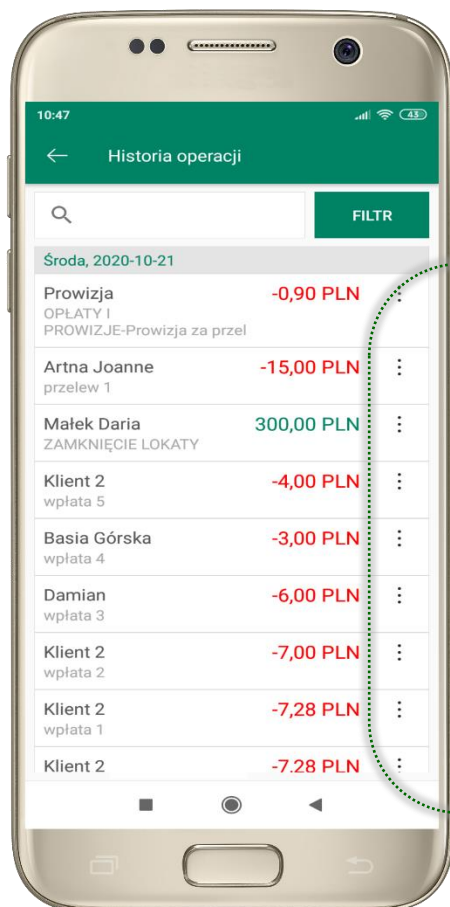 10:47
43
Historia operacji
FILTR
Środa, 2020-10-21
Prowizja -0,90 PLN
OPŁATY I
PROWIZJE-Prowizja za przel
Artna Joanne -15,00 PLN
przelew 1
Małek Daria 300,00 PLN
ZAMKNIĘCIE LOKATY
Klient 2 -4,00 PLN
wpłata 5
Basia Górska -3,00 PLN
wpłata 4
Damian -6,00 PLN
wpłata 3
Klient 2 -7,00 PLN
wpłata 2
Klient 2 -7,28 PLN
wpłata 1
Klient 2 -7,28 PLN